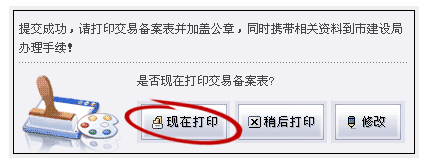 提交成功，请打印交易备案表并加盖公章，同时携带相关资料到市建设局
办理手续！
是否现在打印交易备案表?
现在打印 稍后打印 修改